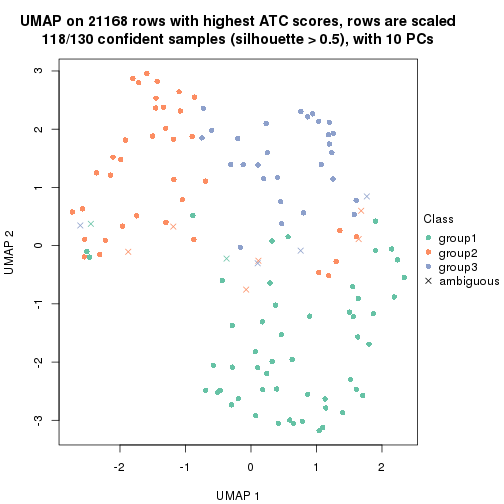 UMAP on 21168 rows with highest ATC scores, rows are scaled
118/130 confident samples (silhouette > 0.5), with 10 PCs
3
2
1
0
-1
-2
-3
UMAP 2
-2
-1
0
1
2
UMAP 1
Class
group1
group2
group3
ambiguous